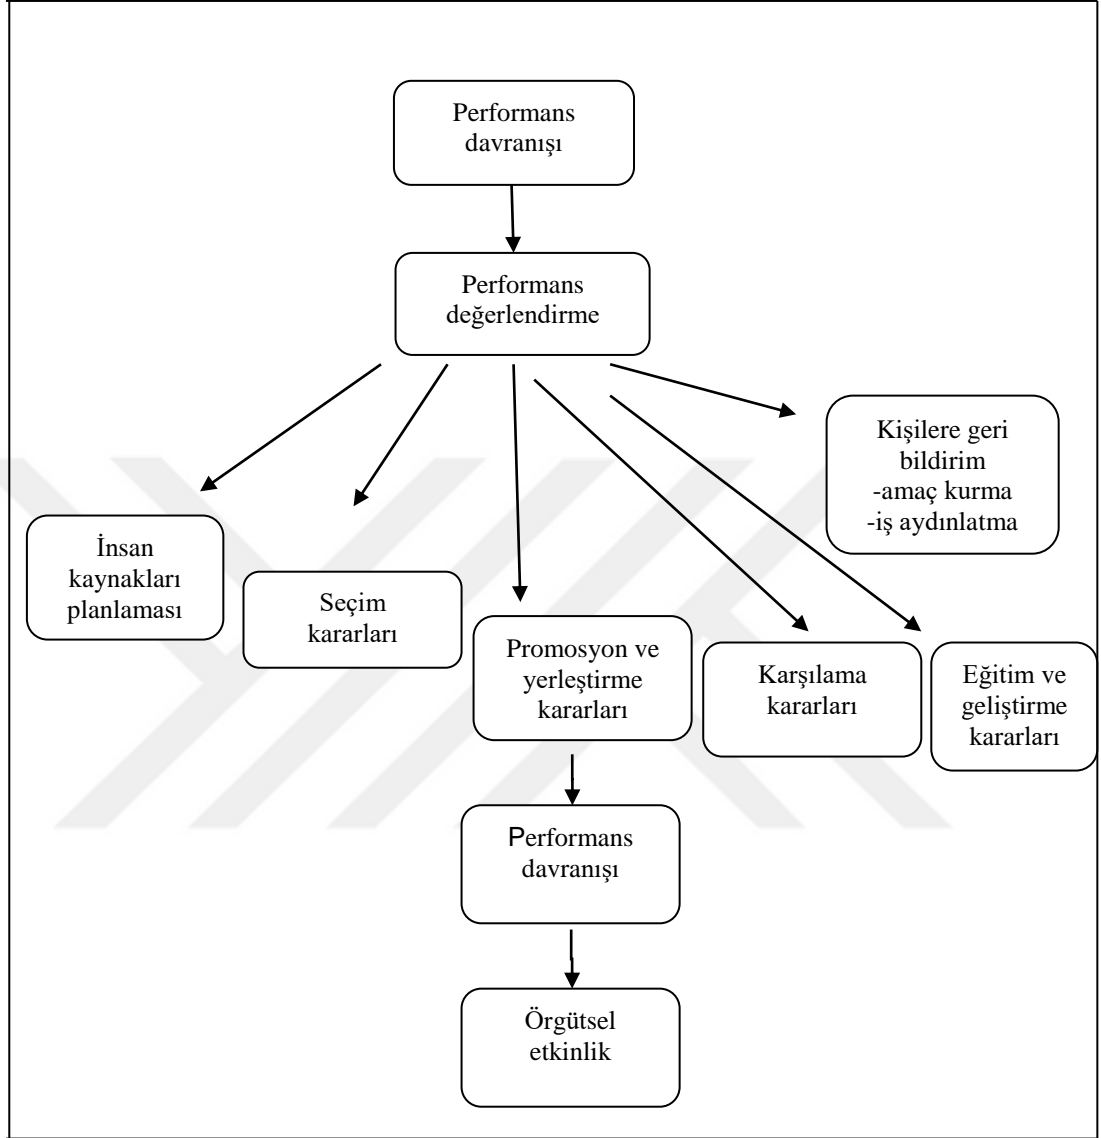 Performans
davranışı
Performans
değerlendirme
Kişilere geri
bildirim
-amaç kurma
-iş aydınlatma
İnsan
kaynakları
planlaması
Seçim
kararları
Promosyon ve
yerleştirme
kararları
Karşılama
kararları
Eğitim ve
geliştirme
kararları
Performans
davranışı
Örgütsel
etkinlik